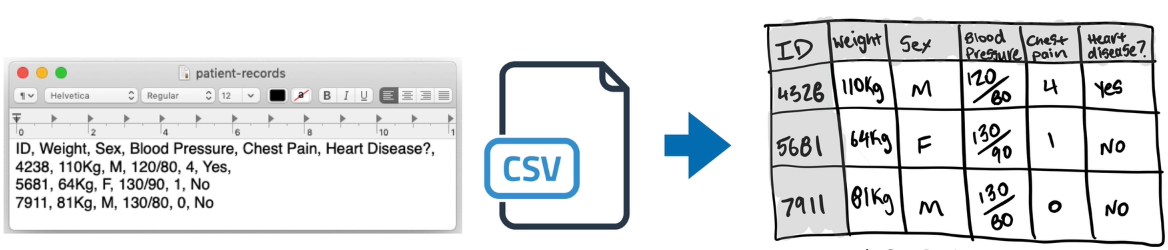 patient-records
Helvetica Regular 12 a B I U
0 2 4 6 8 10 1
ID, Weight, Sex, Blood Pressure, Chest Pain, Heart Disease?,
4238, 110Kg, M, 120/80, 4, Yes,
5681, 64Kg, F, 130/90, 1, No
7911, 81Kg, M, 130/80, 0, No
CSV
ID Weight Sex Blood Pressure Chest pain Heart disease?
4328 110Kg M 120/80 4 Yes
5681 64Kg F 130/90 1 NO
7911 81Kg M 130/80 0 NO